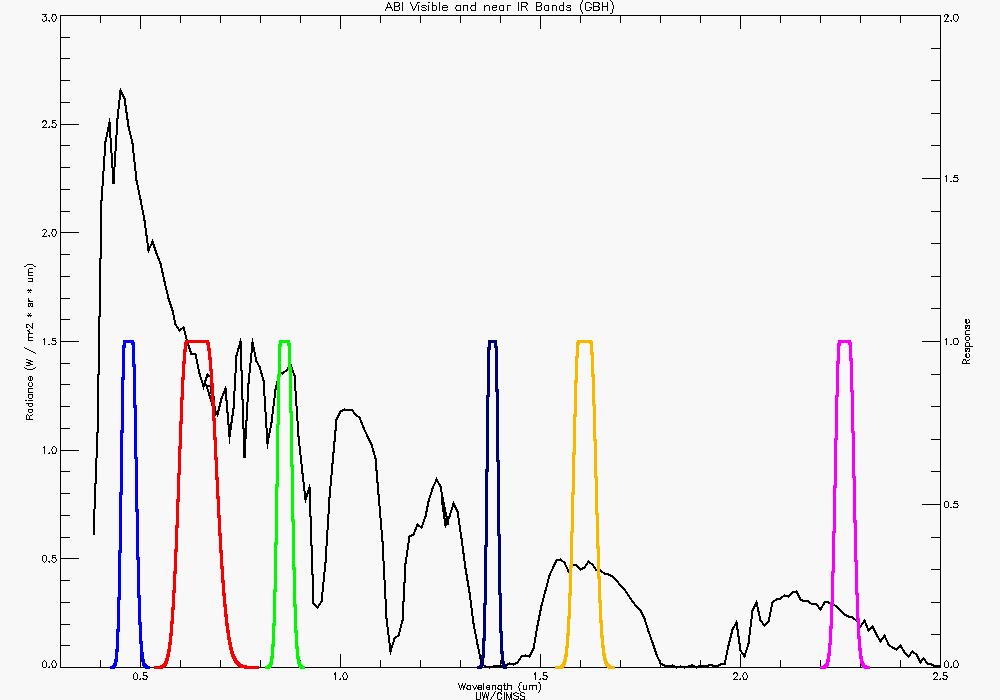 ABI Visible and near IR Bands (GBH)
3.0
2.5
2.0
1.5
1.0
0.5
0.0
Radiance (W / m^2 * sr * um)
2.0
1.5
1.0
0.5
0.0
Response
0.5 1.0 1.5 2.0 2.5
Wavelength (um)
UW/CIMSS